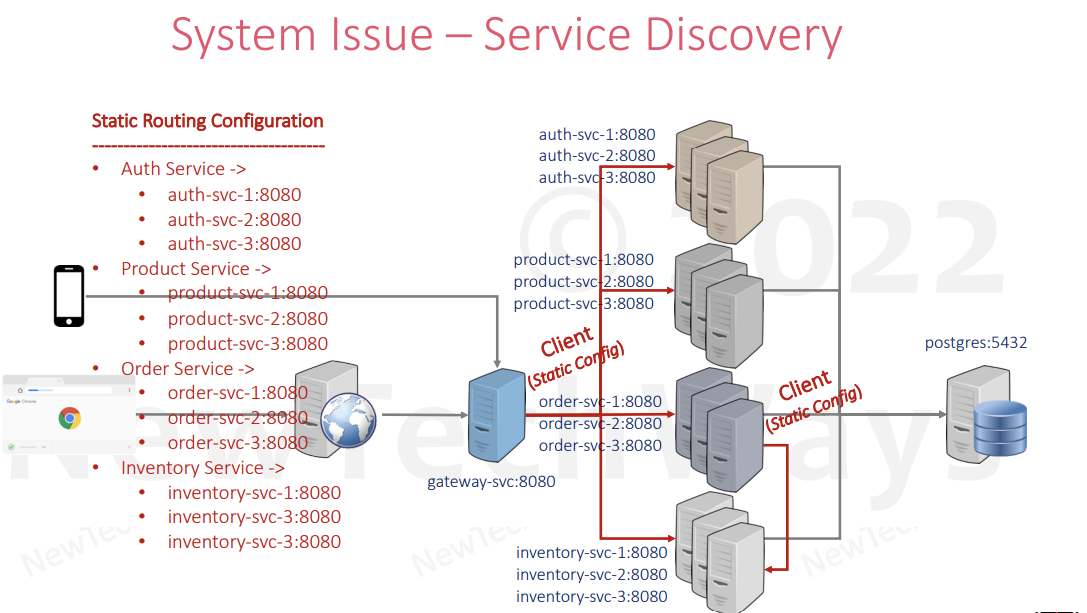 System Issue – Service Discovery
Static Routing Configuration
------------------------------------
• Auth Service ->
• auth-svc-1:8080
• auth-svc-2:8080
• auth-svc-3:8080
• Product Service ->
• product-svc-1:8080
• product-svc-2:8080
• product-svc-3:8080
• Order Service ->
• order-svc-1:8080
• order-svc-2:8080
• order-svc-3:8080
• Inventory Service ->
• inventory-svc-1:8080
• inventory-svc-3:8080
• inventory-svc-3:8080
Google Chrome
gateway-svc:8080
auth-svc-1:8080
auth-svc-2:8080
auth-svc-3:8080
product-svc-1:8080
product-svc-2:8080
product-svc-3:8080
Client
(Static Config)
order-svc-1:8080
order-svc-2:8080
order-svc-3:8080
inventory-svc-1:8080
inventory-svc-2:8080
inventory-svc-3:8080
Client
(Static Config)
postgres:5432
© 2022
NewTechWays
NewTec
NewTec
NewTec